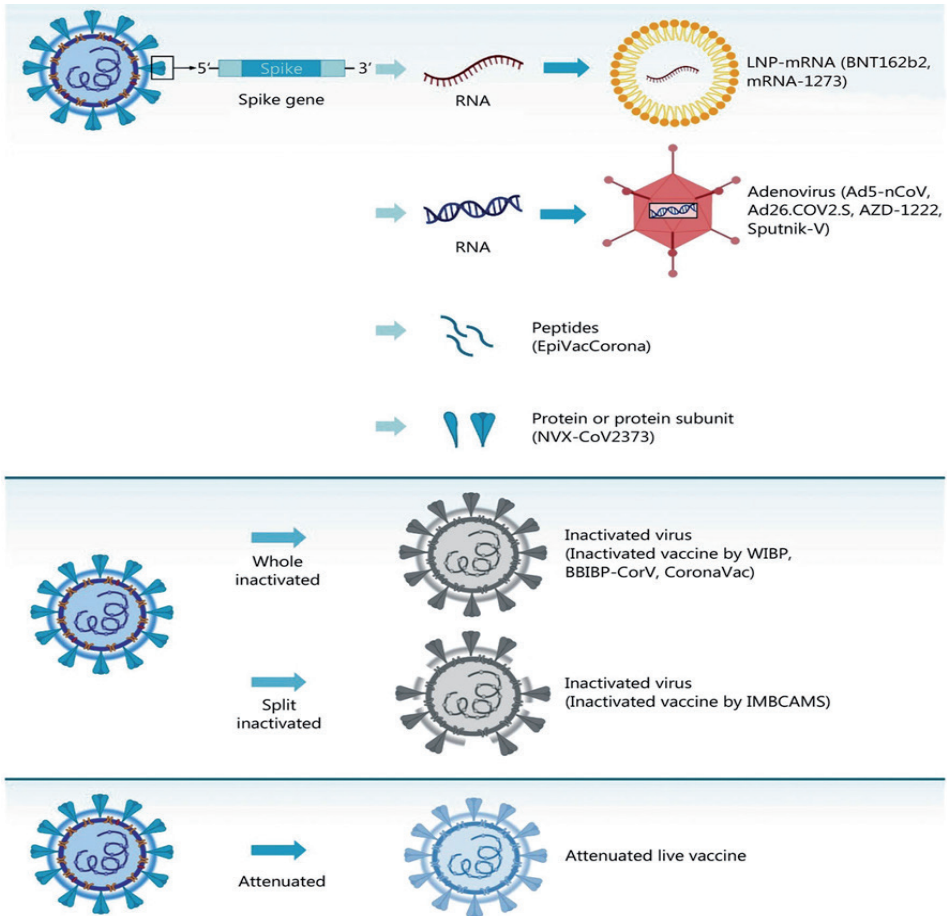 5′ Spike 3′
Spike gene
RNA
LNP-mRNA (BNT162b2,
mRNA-1273)
RNA
Adenovirus (Ad5-nCoV,
Ad26.COV2.S, AZD-1222,
Sputnik-V)
Peptides
(EpiVacCorona)
Protein or protein subunit
(NVX-CoV2373)
Whole
inactivated
Inactivated virus
(Inactivated vaccine by WIBP,
BBIBP-CorV, CoronaVac)
Split
inactivated
Inactivated virus
(Inactivated vaccine by IMBCAMS)
Attenuated
Attenuated live vaccine